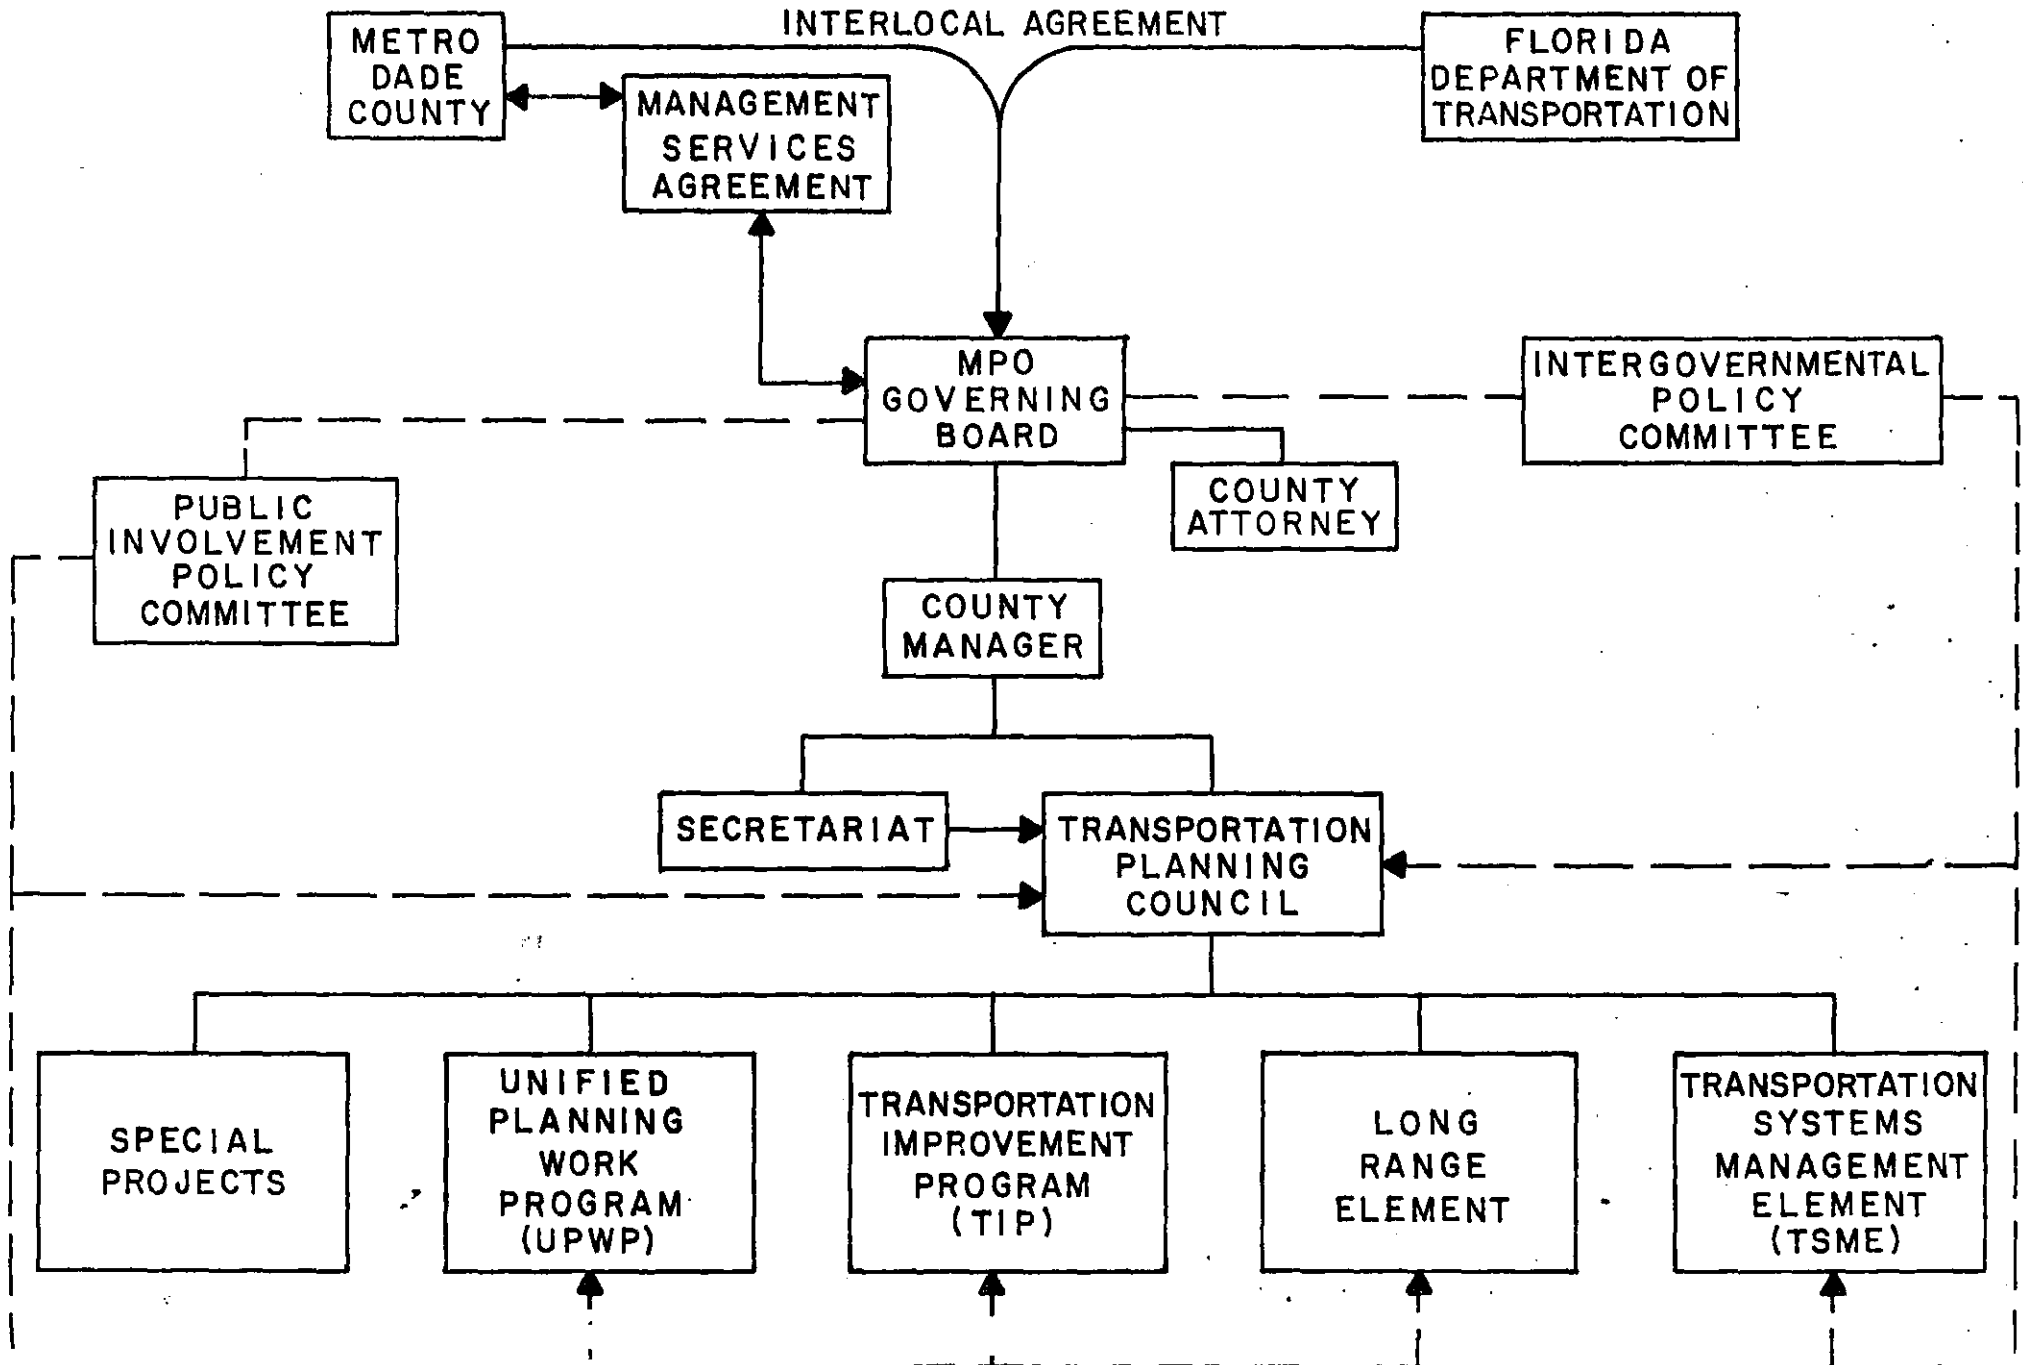 INTERLOCAL AGREEMENT
METRO
DADE
COUNTY
FLORIDA
DEPARTMENT OF
TRANSPORTATION
MANAGEMENT
SERVICES
AGREEMENT
MPO
GOVERNING
BOARD
INTERGOVERNMENTAL
POLICY
COMMITTEE
COUNTY
ATTORNEY
PUBLIC
INVOLVEMENT
POLICY
COMMITTEE
COUNTY
MANAGER
SECRETARIAT
TRANSPORTATION
PLANNING
COUNCIL
SPECIAL
PROJECTS
UNIFIED
PLANNING
WORK
PROGRAM
(UPWP)
TRANSPORTATION
IMPROVEMENT
PROGRAM
(TIP)
LONG
RANGE
ELEMENT
TRANSPORTATION
SYSTEMS
MANAGEMENT
ELEMENT
(TSME)